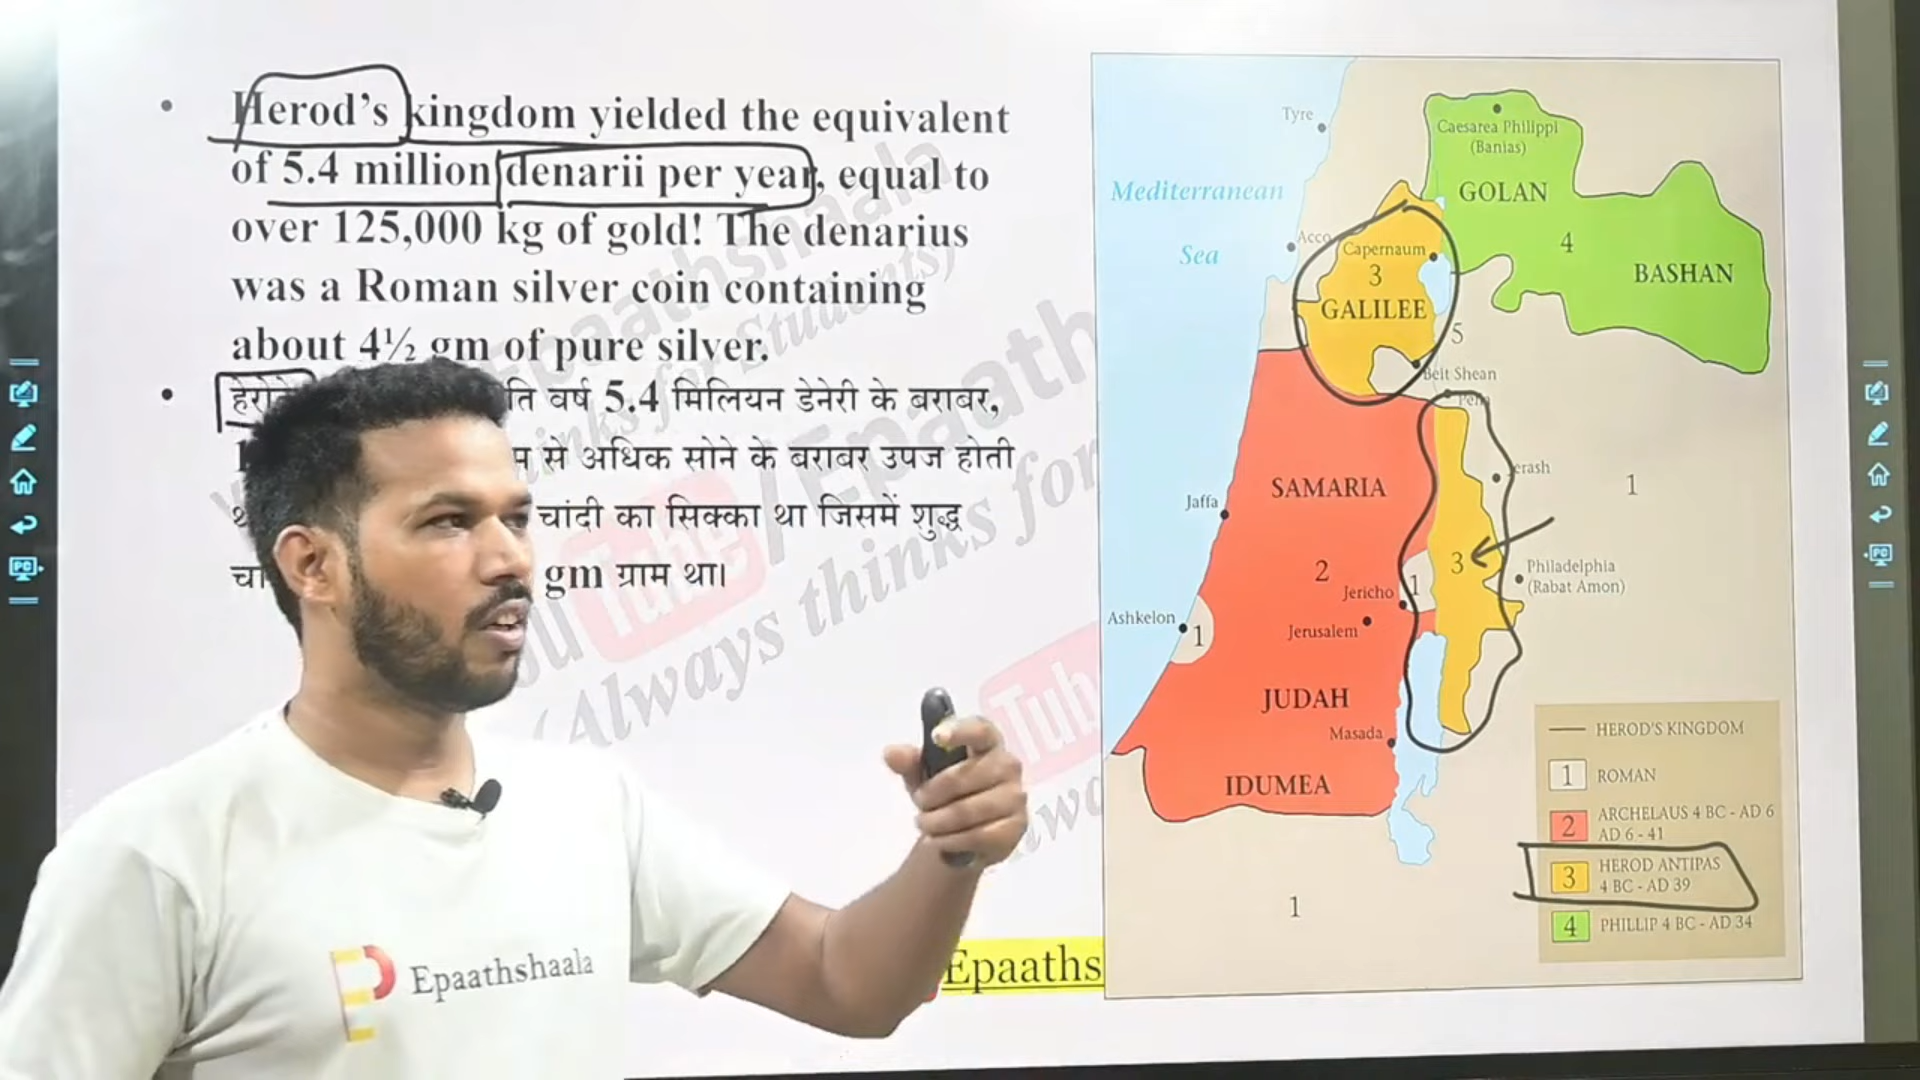 Herod's kingdom yielded the equivalent
of 5.4 million denarii per year, equal to
over 125,000 kg of gold! The denarius
was a Roman silver coin containing
about 4½ gm of pure silver.
ति वर्ष 5.4 मिलियन डेनेरी के बराबर,
से अधिक सोने के बराबर उपज होती
चांदी का सिक्का था जिसमें शुद्ध
gm ग्राम था।
Epaathshaala
Epaaths
Tyre
Caesarea Philippi
(Banias)
Mediterranean
Sea
GOLAN
4
BASHAN
Acco
Capernaum
3
GALILEE
5
Beit Shean
Pella
SAMARIA
erash
1
Jaffa
2
3
Philadelphia
(Rabat Amon)
Jericho
1
Ashkelon
1
Jerusalem
JUDAH
Masada
IDUMEA
1
HEROD'S KINGDOM
1 ROMAN
2 ARCHELAUS 4 BC - AD 6
AD 6 - 41
3 HEROD ANTIPAS
4 BC - AD 39
4 PHILLIP 4 BC - AD 34
PC
PC